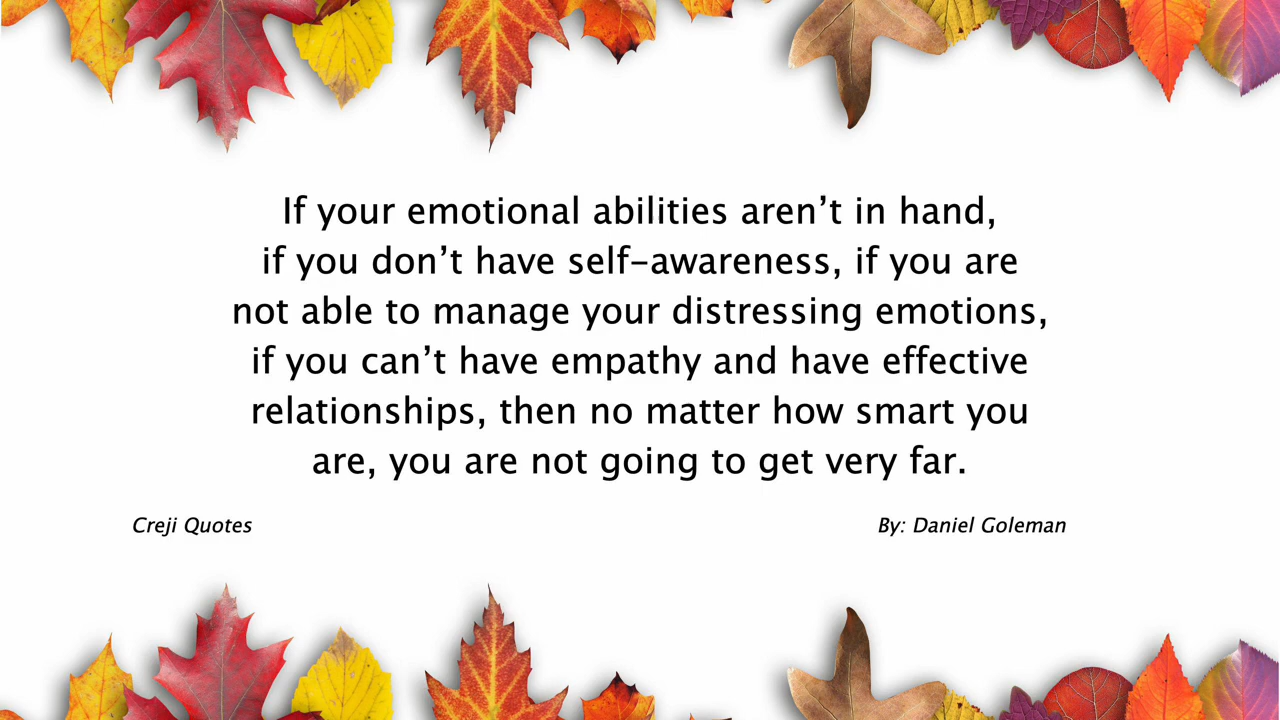 If your emotional abilities aren’t in hand,
if you don’t have self-awareness, if you are
not able to manage your distressing emotions,
if you can’t have empathy and have effective
relationships, then no matter how smart you
are, you are not going to get very far.
Creji Quotes
By: Daniel Goleman